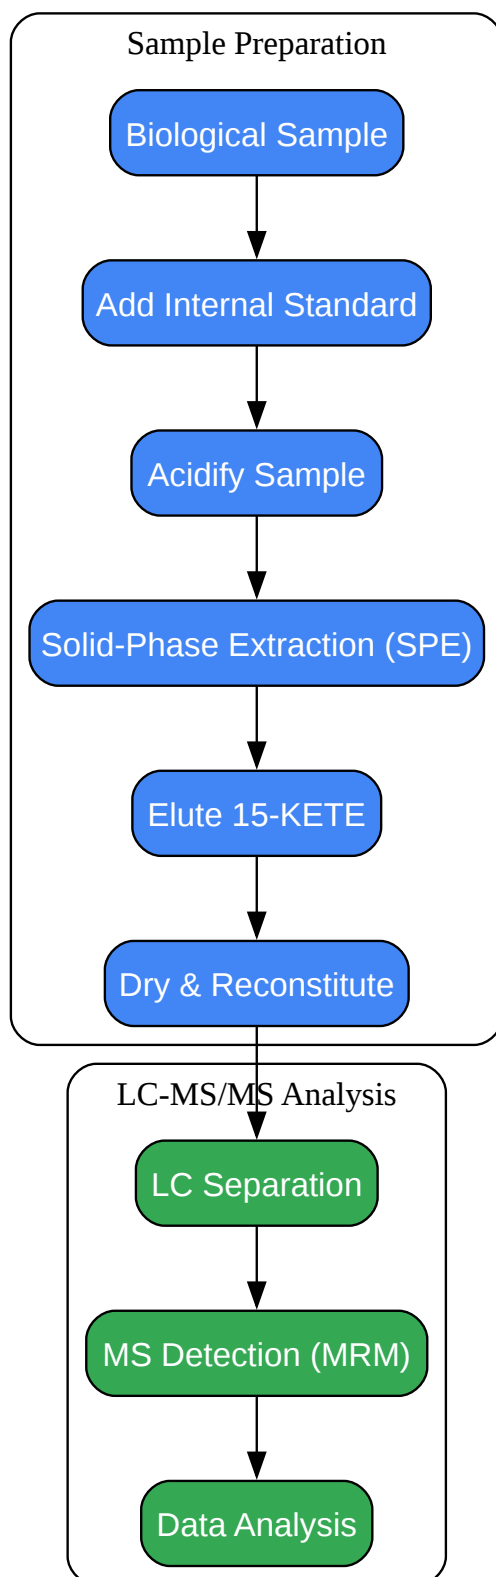 Sample Preparation
Biological Sample
Add Internal Standard
Acidify Sample
Solid-Phase Extraction (SPE)
Elute 15-KETE
Dry & Reconstitute
LC-MS/MS Analysis
LC Separation
MS Detection (MRM)
Data Analysis